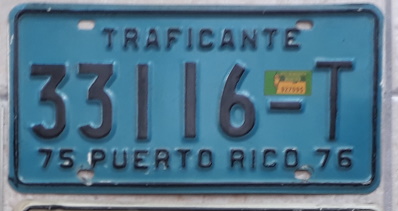 TRAFICANTE
33116-T
75 PUERTO RICO 76